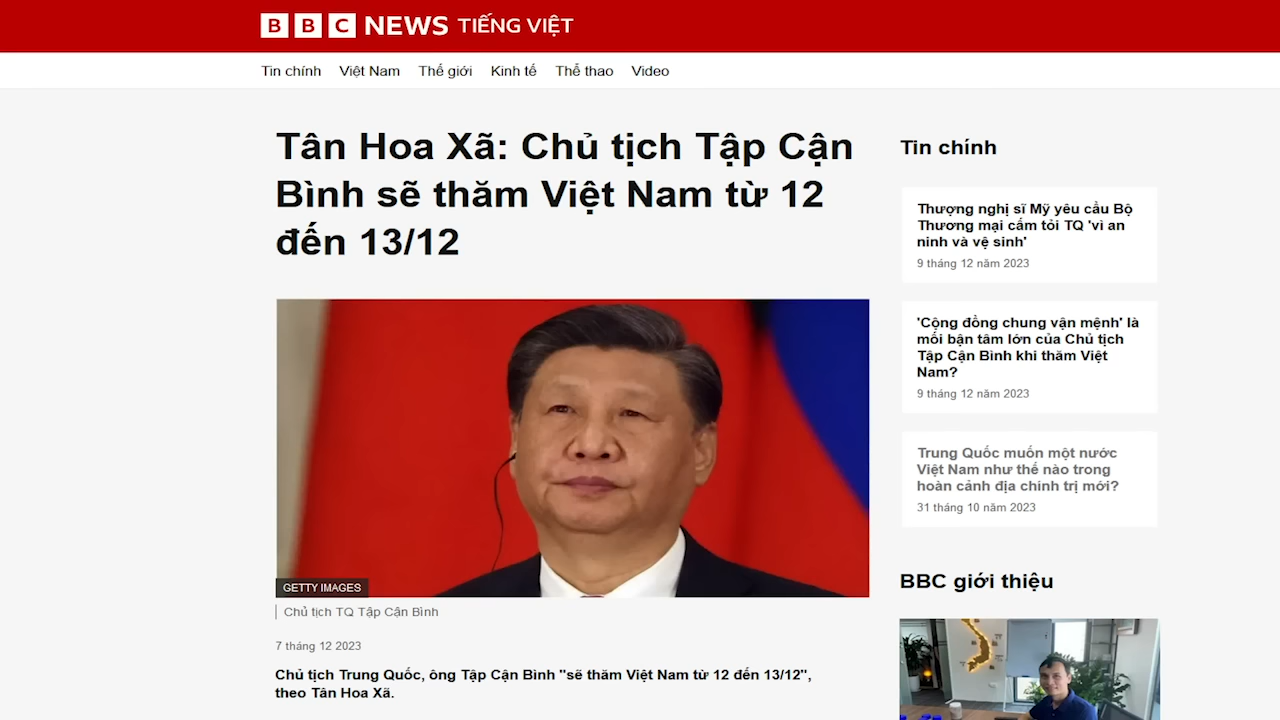 BBC NEWS TIẾNG VIỆT
Tin chính Việt Nam Thế giới Kinh tế Thể thao Video
Tân Hoa Xã: Chủ tịch Tập Cận
Bình sẽ thăm Việt Nam từ 12
đến 13/12
GETTY IMAGES
Chủ tịch TQ Tập Cận Bình
7 tháng 12 2023
Chủ tịch Trung Quốc, ông Tập Cận Bình "sẽ thăm Việt Nam từ 12 đến 13/12",
theo Tân Hoa Xã.
Tin chính
Thượng nghị sĩ Mỹ yêu cầu Bộ
Thương mại cấm tỏi TQ 'vì an
ninh và vệ sinh'
9 tháng 12 năm 2023
'Cộng đồng chung vận mệnh' là
mối bận tâm lớn của Chủ tịch
Tập Cận Bình khi thăm Việt
Nam?
9 tháng 12 năm 2023
Trung Quốc muốn một nước
Việt Nam như thế nào trong
hoàn cảnh địa chính trị mới?
31 tháng 10 năm 2023
BBC giới thiệu